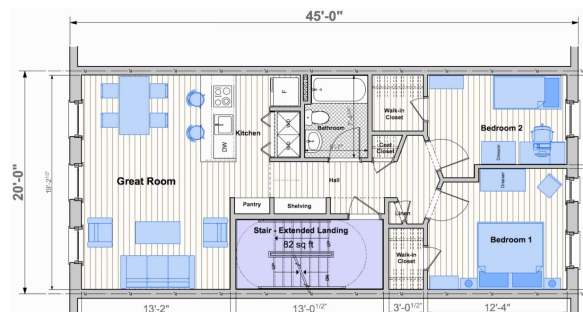 45'-0"
20'-0"
19'-2 1/2"
F
Kitchen
DW
Bathroom
Walk-in
Closet
Coat
Closet
Bedroom 2
Dresser
Great Room
Hall
Pantry
Shelving
Linen
Dresser
Stair - Extended Landing
82 sq ft
UP
DN
Walk-in
Closet
Bedroom 1
13'-2"
13'-0 1/2"
3'-0 1/2"
12'-4"